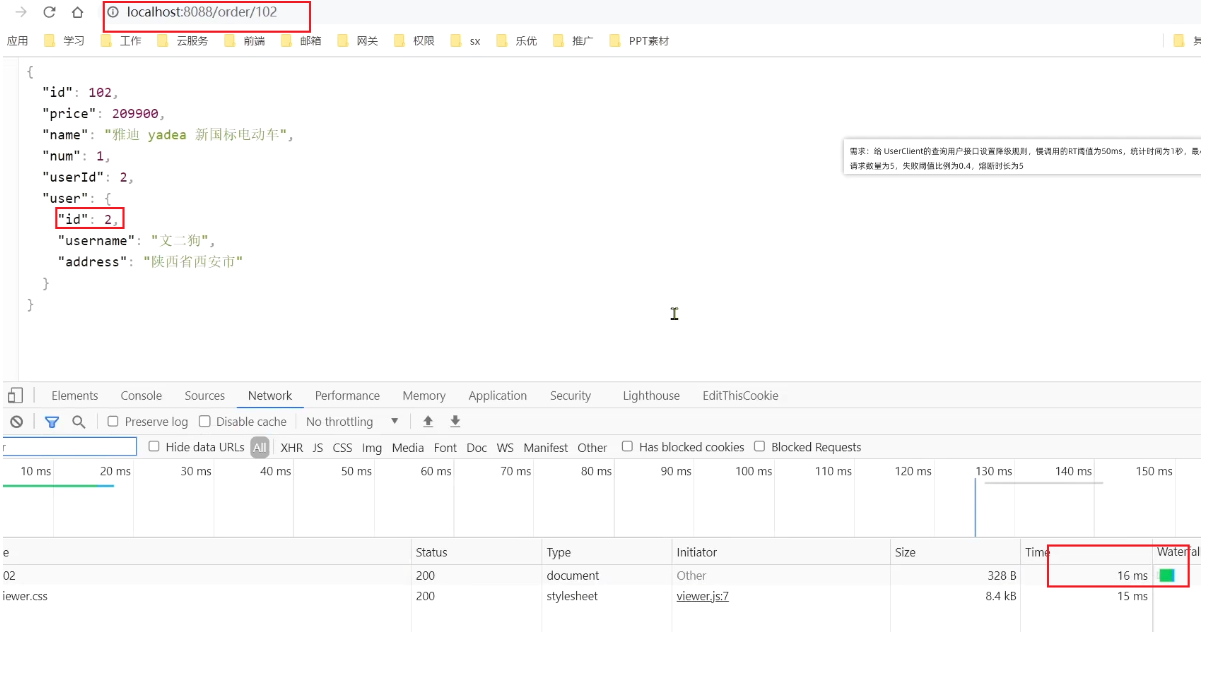 localhost:8088/order/102
应用 学习 工作 云服务 前端 邮箱 网关 权限 sx 乐优 推广 PPT素材
{
"id": 102,
"price": 209900,
"name": "雅迪 yadea 新国标电动车",
"num": 1,
"userId": 2,
"user": {
"id": 2,
"username": "文二狗",
"address": "陕西省西安市"
}
}
需求：给 UserClient的查询用户接口设置降级规则，慢调用的RT阈值为50ms，统计时间为1秒，最
请求数量为5，失败阈值比例为0.4，熔断时长为5
Elements Console Sources Network Performance Memory Application Security Lighthouse EditThisCookie
Preserve log Disable cache No throttling
r Hide data URLs All XHR JS CSS Img Media Font Doc WS Manifest Other Has blocked cookies Blocked Requests
10 ms 20 ms 30 ms 40 ms 50 ms 60 ms 70 ms 80 ms 90 ms 100 ms 110 ms 120 ms 130 ms 140 ms 150 ms
e Status Type Initiator Size Time Waterfal
02 200 document Other 328 B 16 ms
iewer.css 200 stylesheet viewer.js:7 8.4 kB 15 ms